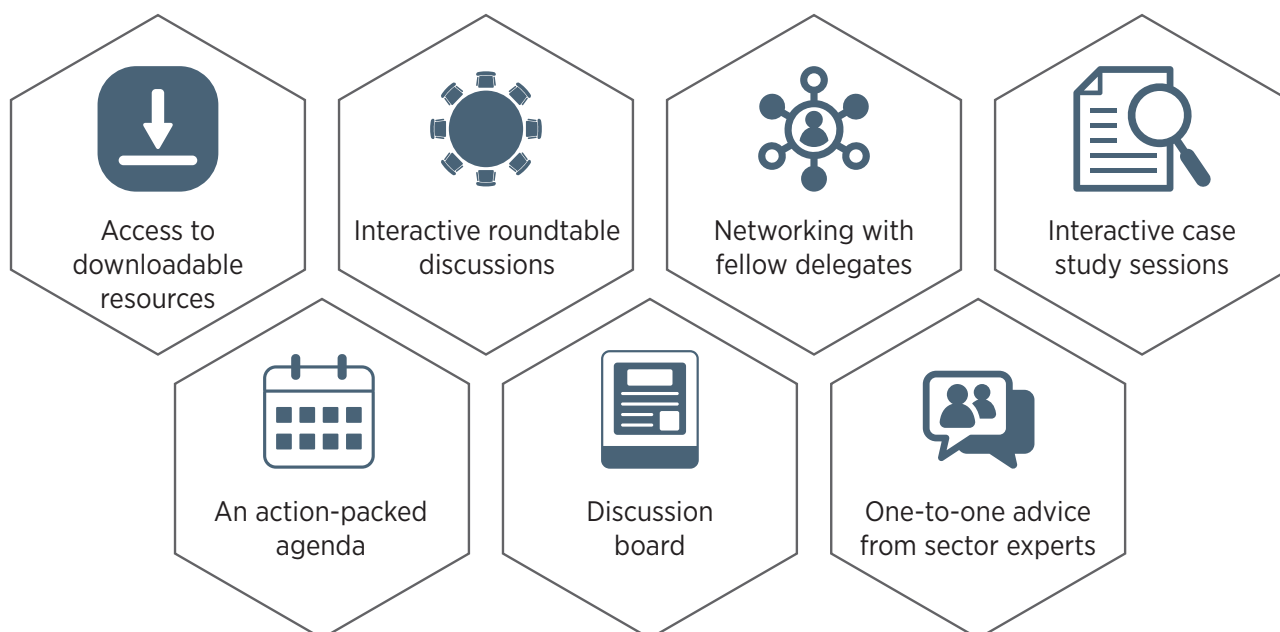 Access to
downloadable
resources
Interactive roundtable
discussions
Networking with
fellow delegates
Interactive case
study sessions
An action-packed
agenda
Discussion
board
One-to-one advice
from sector experts